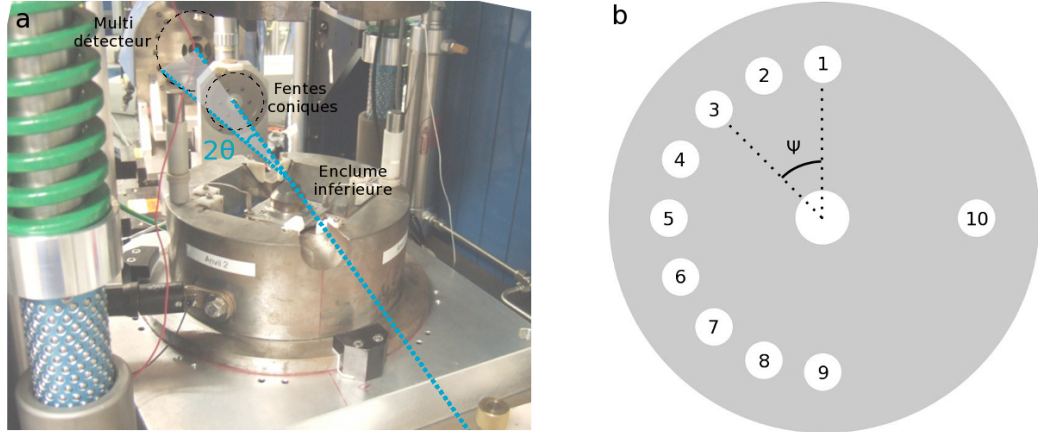 a
Multi
détecteur
Fentes
coniques
2θ
Enclume
inférieure
Anvil 2
b
1
2
3
ψ
4
5
10
6
7
8
9